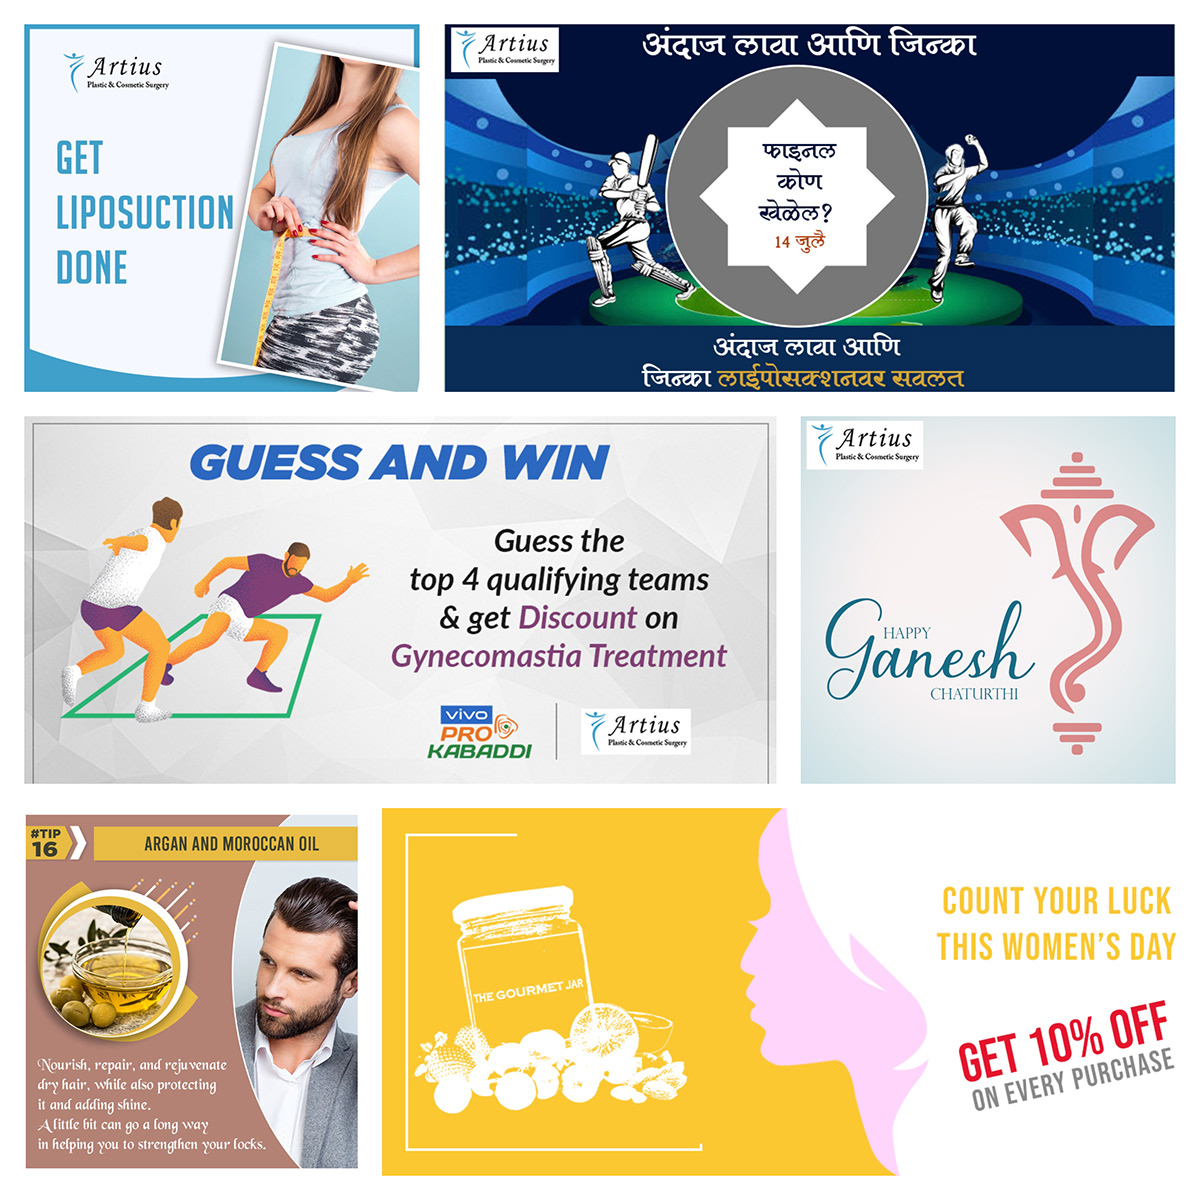 Artius
Plastic & Cosmetic Surgery
GET
LIPOSUCTION
DONE
Artius
Plastic & Cosmetic Surgery
अंदाज लावा आणि जिन्का
फाइनल
कोण
खेळेल?
14 जुलै
अंदाज लावा आणि
जिन्का लाईपोसक्शनवर सवलत
GUESS AND WIN
Guess the
top 4 qualifying teams
& get Discount on
Gynecomastia Treatment
vivo
PRO
KABADDI
Artius
Plastic & Cosmetic Surgery
Artius
Plastic & Cosmetic Surgery
HAPPY
Ganesh
CHATURTHI
#TIP
16
ARGAN AND MOROCCAN OIL
Nourish, repair, and rejuvenate
dry hair, while also protecting
it and adding shine.
A little bit can go a long way
in helping you to strengthen your locks.
THE GOURMET JAR
COUNT YOUR LUCK
THIS WOMEN'S DAY
GET 10% OFF
ON EVERY PURCHASE